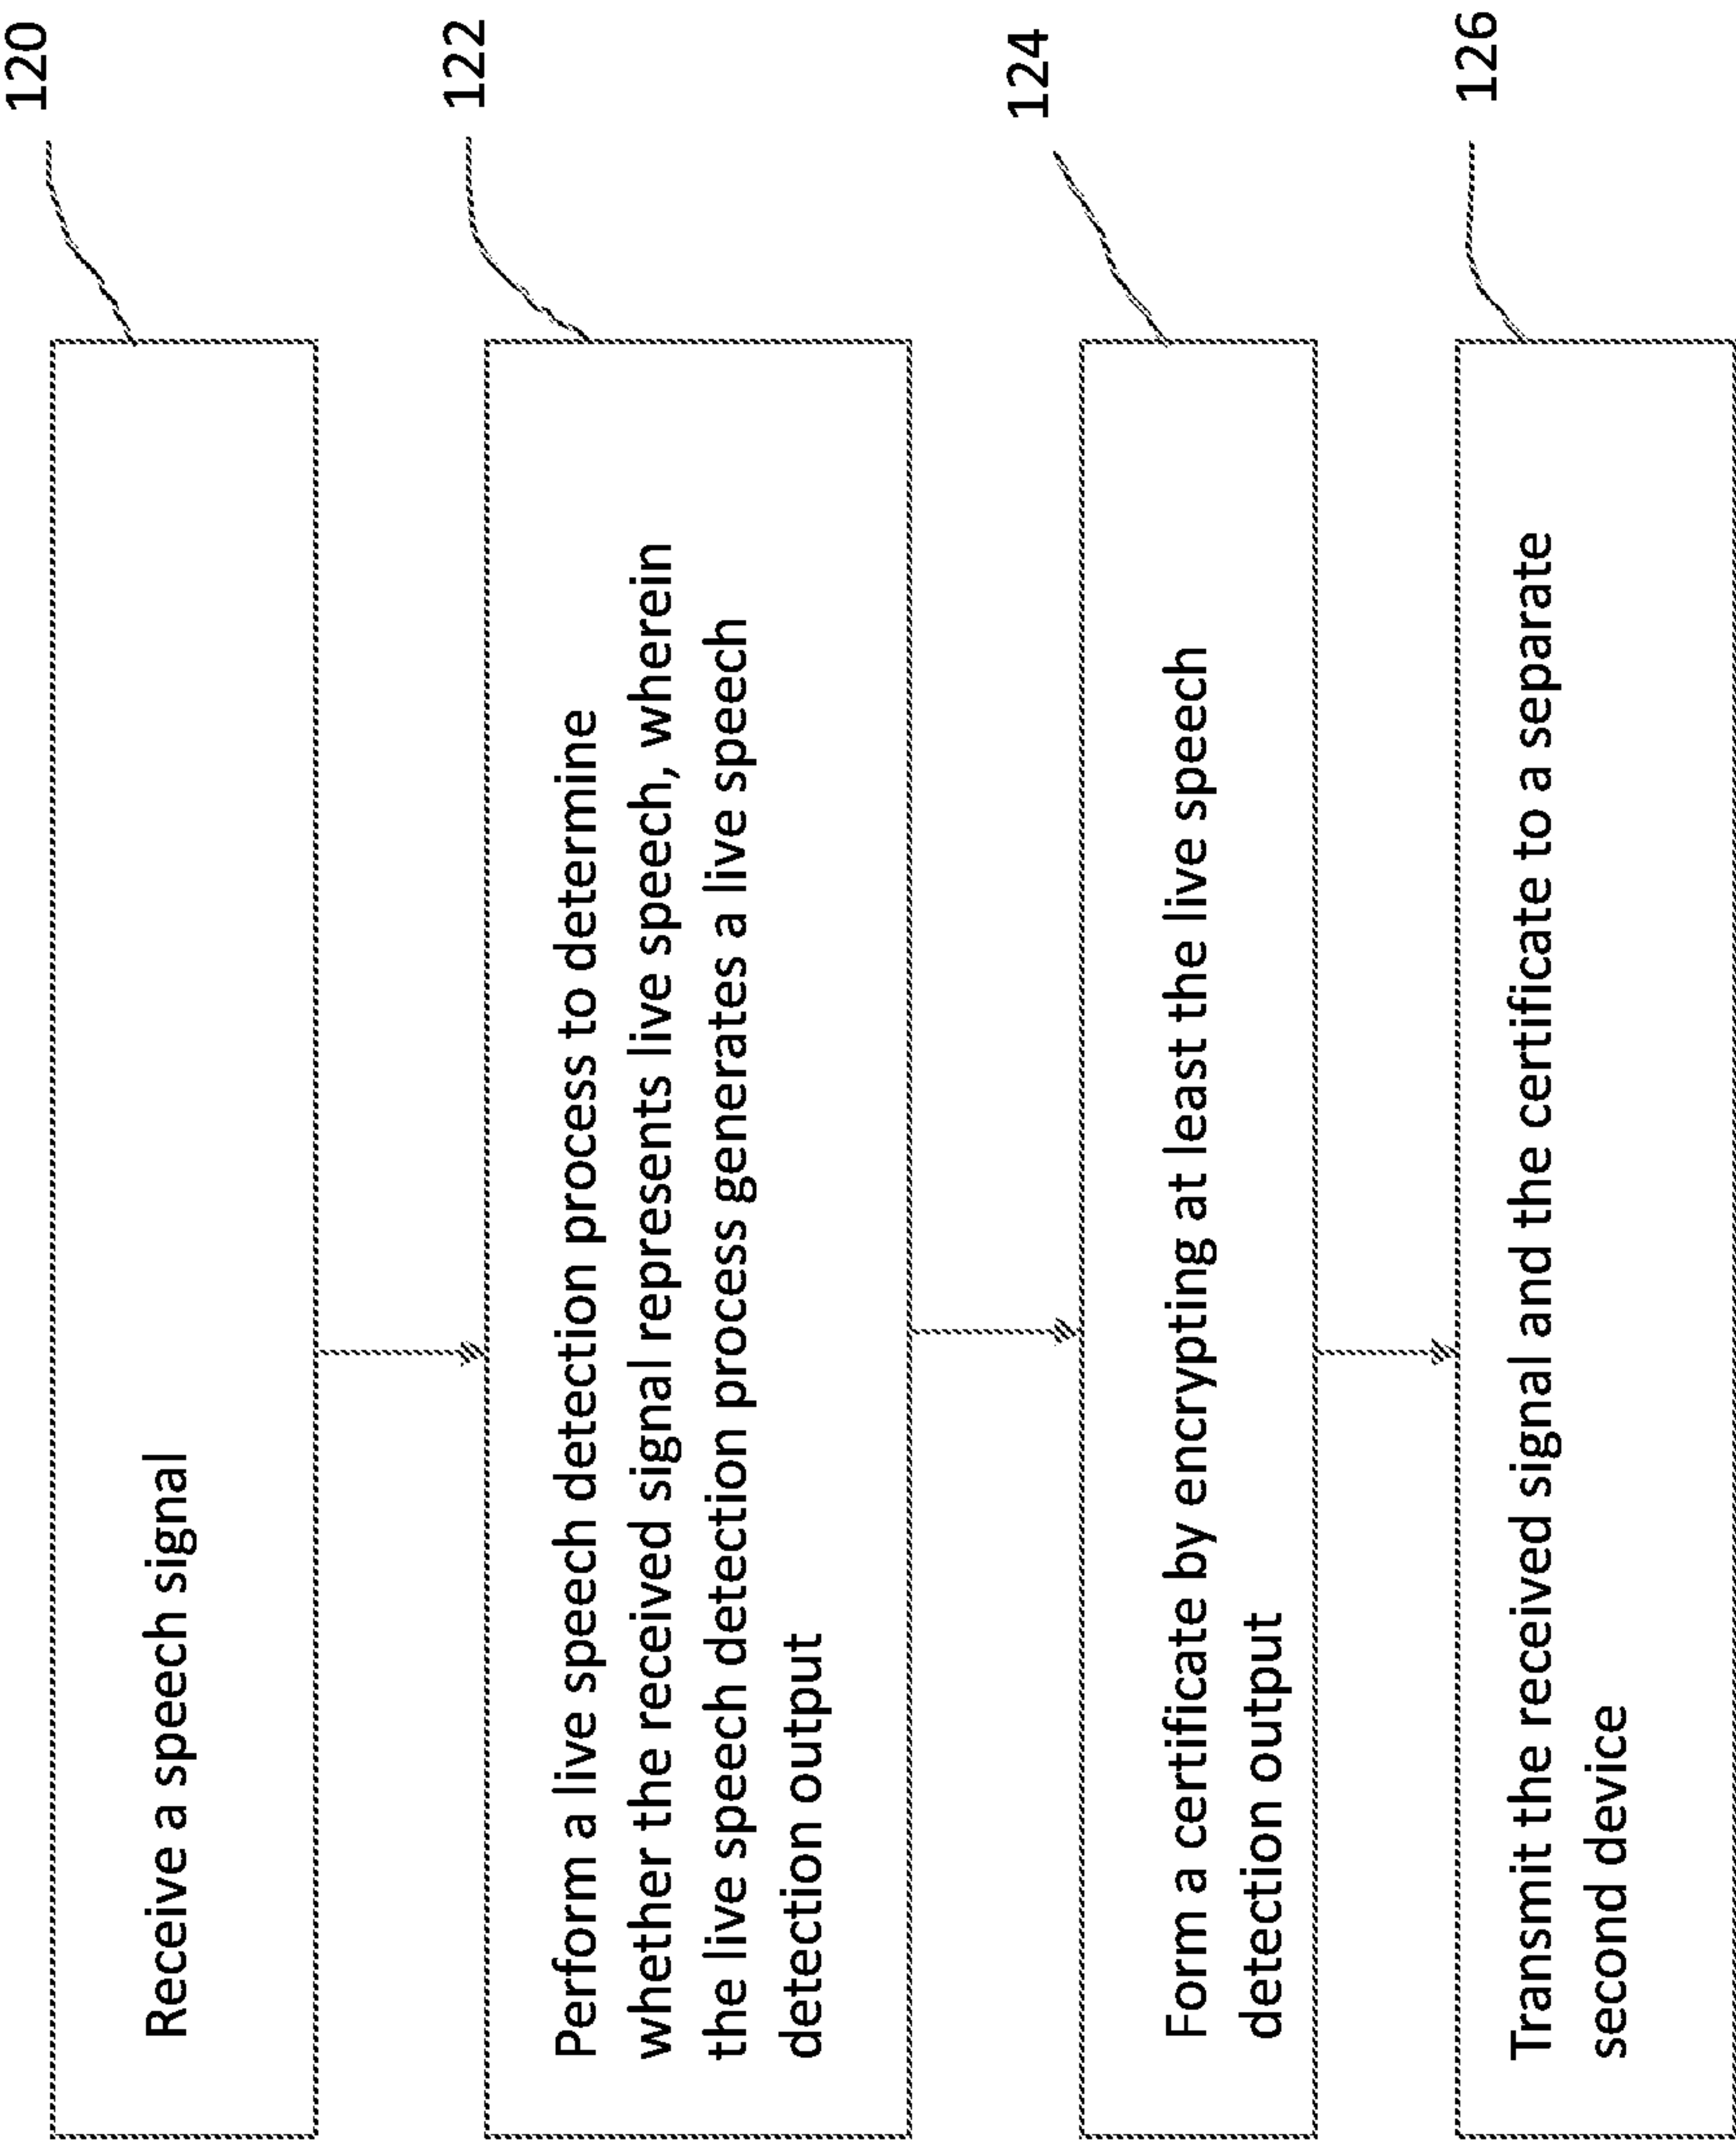 120
Receive a speech signal
122
Perform a live speech detection process to determine
whether the received signal represents live speech, wherein
the live speech detection process generates a live speech
detection output
124
Form a certificate by encrypting at least the live speech
detection output
126
Transmit the received signal and the certificate to a separate
second device